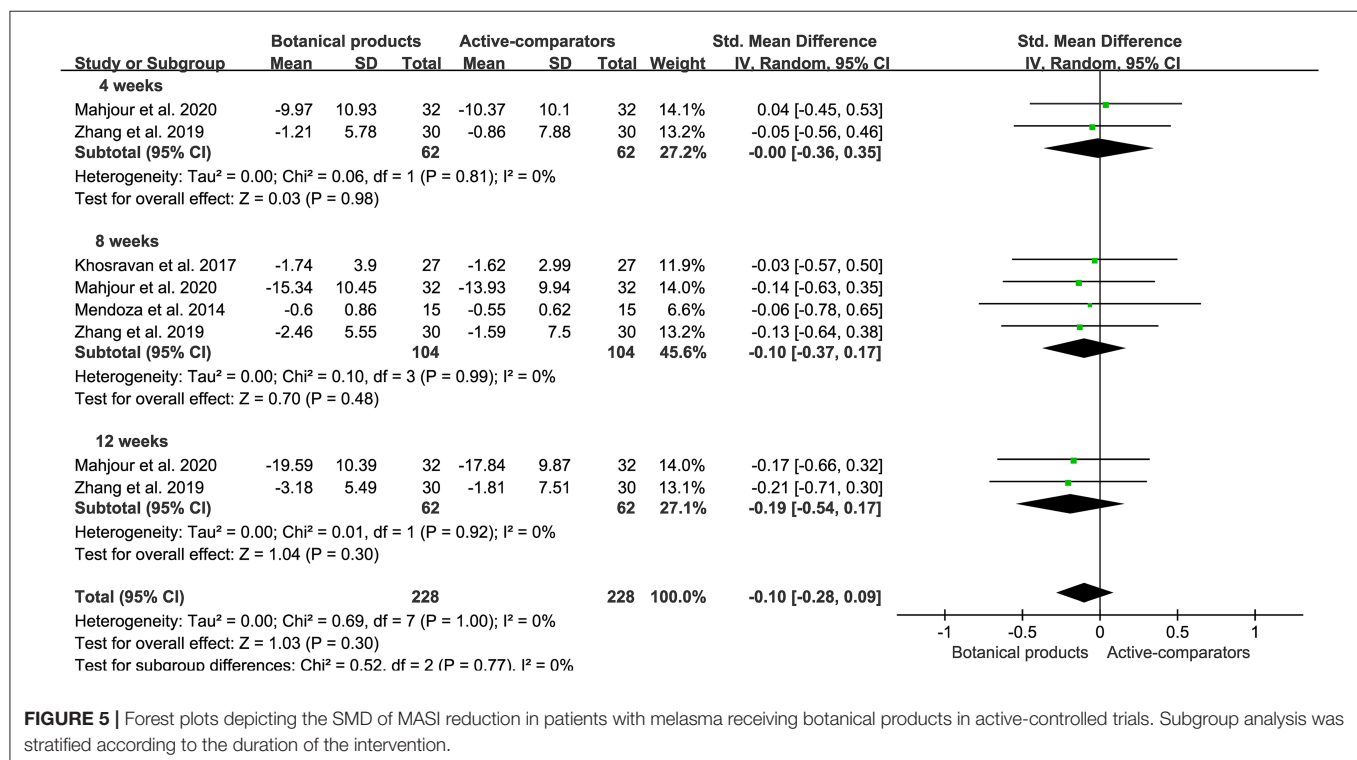 Botanical products Active-comparators Std. Mean Difference Std. Mean Difference
Study or Subgroup Mean SD Total Mean SD Total Weight IV, Random, 95% CI IV, Random, 95% CI
4 weeks
Mahjour et al. 2020 -9.97 10.93 32 -10.37 10.1 32 14.1% 0.04 [-0.45, 0.53]
Zhang et al. 2019 -1.21 5.78 30 -0.86 7.88 30 13.2% -0.05 [-0.56, 0.46]
Subtotal (95% CI) 62 62 27.2% -0.00 [-0.36, 0.35]
Heterogeneity: Tau² = 0.00; Chi² = 0.06, df = 1 (P = 0.81); I² = 0%
Test for overall effect: Z = 0.03 (P = 0.98)
8 weeks
Khosravan et al. 2017 -1.74 3.9 27 -1.62 2.99 27 11.9% -0.03 [-0.57, 0.50]
Mahjour et al. 2020 -15.34 10.45 32 -13.93 9.94 32 14.0% -0.14 [-0.63, 0.35]
Mendoza et al. 2014 -0.6 0.86 15 -0.55 0.62 15 6.6% -0.06 [-0.78, 0.65]
Zhang et al. 2019 -2.46 5.55 30 -1.59 7.5 30 13.2% -0.13 [-0.64, 0.38]
Subtotal (95% CI) 104 104 45.6% -0.10 [-0.37, 0.17]
Heterogeneity: Tau² = 0.00; Chi² = 0.10, df = 3 (P = 0.99); I² = 0%
Test for overall effect: Z = 0.70 (P = 0.48)
12 weeks
Mahjour et al. 2020 -19.59 10.39 32 -17.84 9.87 32 14.0% -0.17 [-0.66, 0.32]
Zhang et al. 2019 -3.18 5.49 30 -1.81 7.51 30 13.1% -0.21 [-0.71, 0.30]
Subtotal (95% CI) 62 62 27.1% -0.19 [-0.54, 0.17]
Heterogeneity: Tau² = 0.00; Chi² = 0.01, df = 1 (P = 0.92); I² = 0%
Test for overall effect: Z = 1.04 (P = 0.30)
Total (95% CI) 228 228 100.0% -0.10 [-0.28, 0.09]
Heterogeneity: Tau² = 0.00; Chi² = 0.69, df = 7 (P = 1.00); I² = 0%
Test for overall effect: Z = 1.03 (P = 0.30)
Test for subgroup differences: Chi² = 0.52, df = 2 (P = 0.77), I² = 0%
-1 -0.5 0 0.5 1
Botanical products Active-comparators
FIGURE 5 | Forest plots depicting the SMD of MASI reduction in patients with melasma receiving botanical products in active-controlled trials. Subgroup analysis was
stratified according to the duration of the intervention.